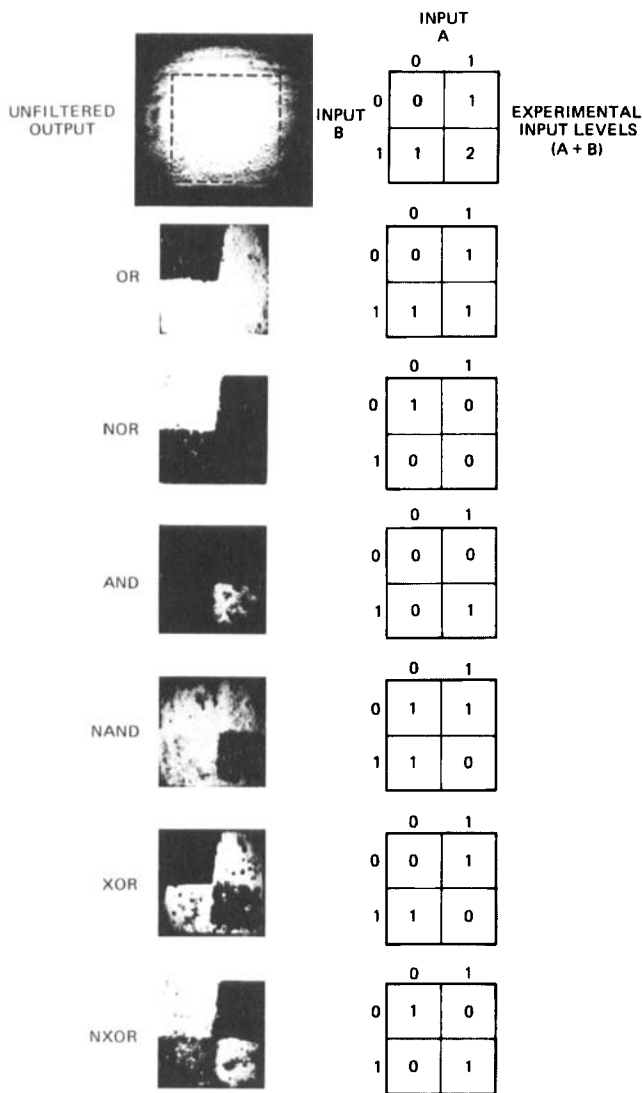 INPUT
A
0 1
UNFILTERED
OUTPUT
INPUT
B
0 0 1
1 1 2
EXPERIMENTAL
INPUT LEVELS
(A + B)
OR
0 1
0 0 1
1 1 1
NOR
0 1
0 1 0
1 0 0
AND
0 1
0 0 0
1 0 1
NAND
0 1
0 1 1
1 1 0
XOR
0 1
0 0 1
1 1 0
NXOR
0 1
0 1 0
1 0 1